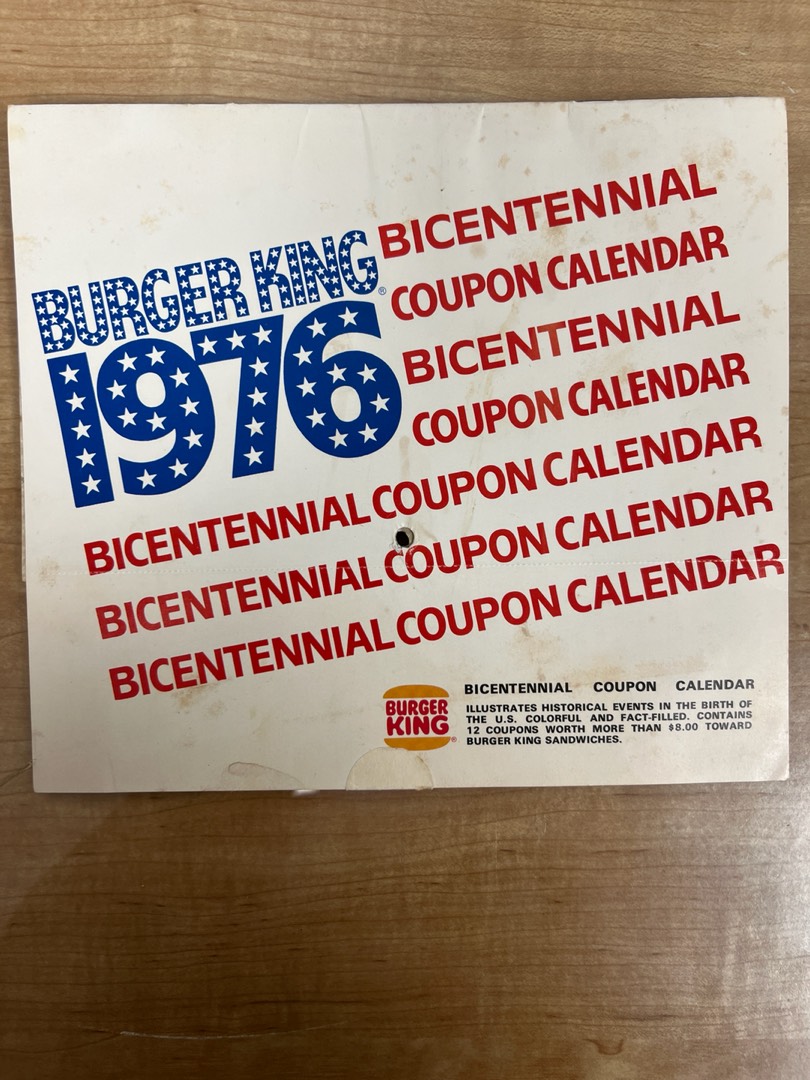 BURGER KING®
1976
BICENTENNIAL
COUPON CALENDAR
BICENTENNIAL
COUPON CALENDAR
BICENTENNIAL COUPON CALENDAR
BICENTENNIAL COUPON CALENDAR
BICENTENNIAL COUPON CALENDAR
BURGER
KING®
BICENTENNIAL COUPON CALENDAR
ILLUSTRATES HISTORICAL EVENTS IN THE BIRTH OF
THE U.S. COLORFUL AND FACT-FILLED. CONTAINS
12 COUPONS WORTH MORE THAN $8.00 TOWARD
BURGER KING SANDWICHES.